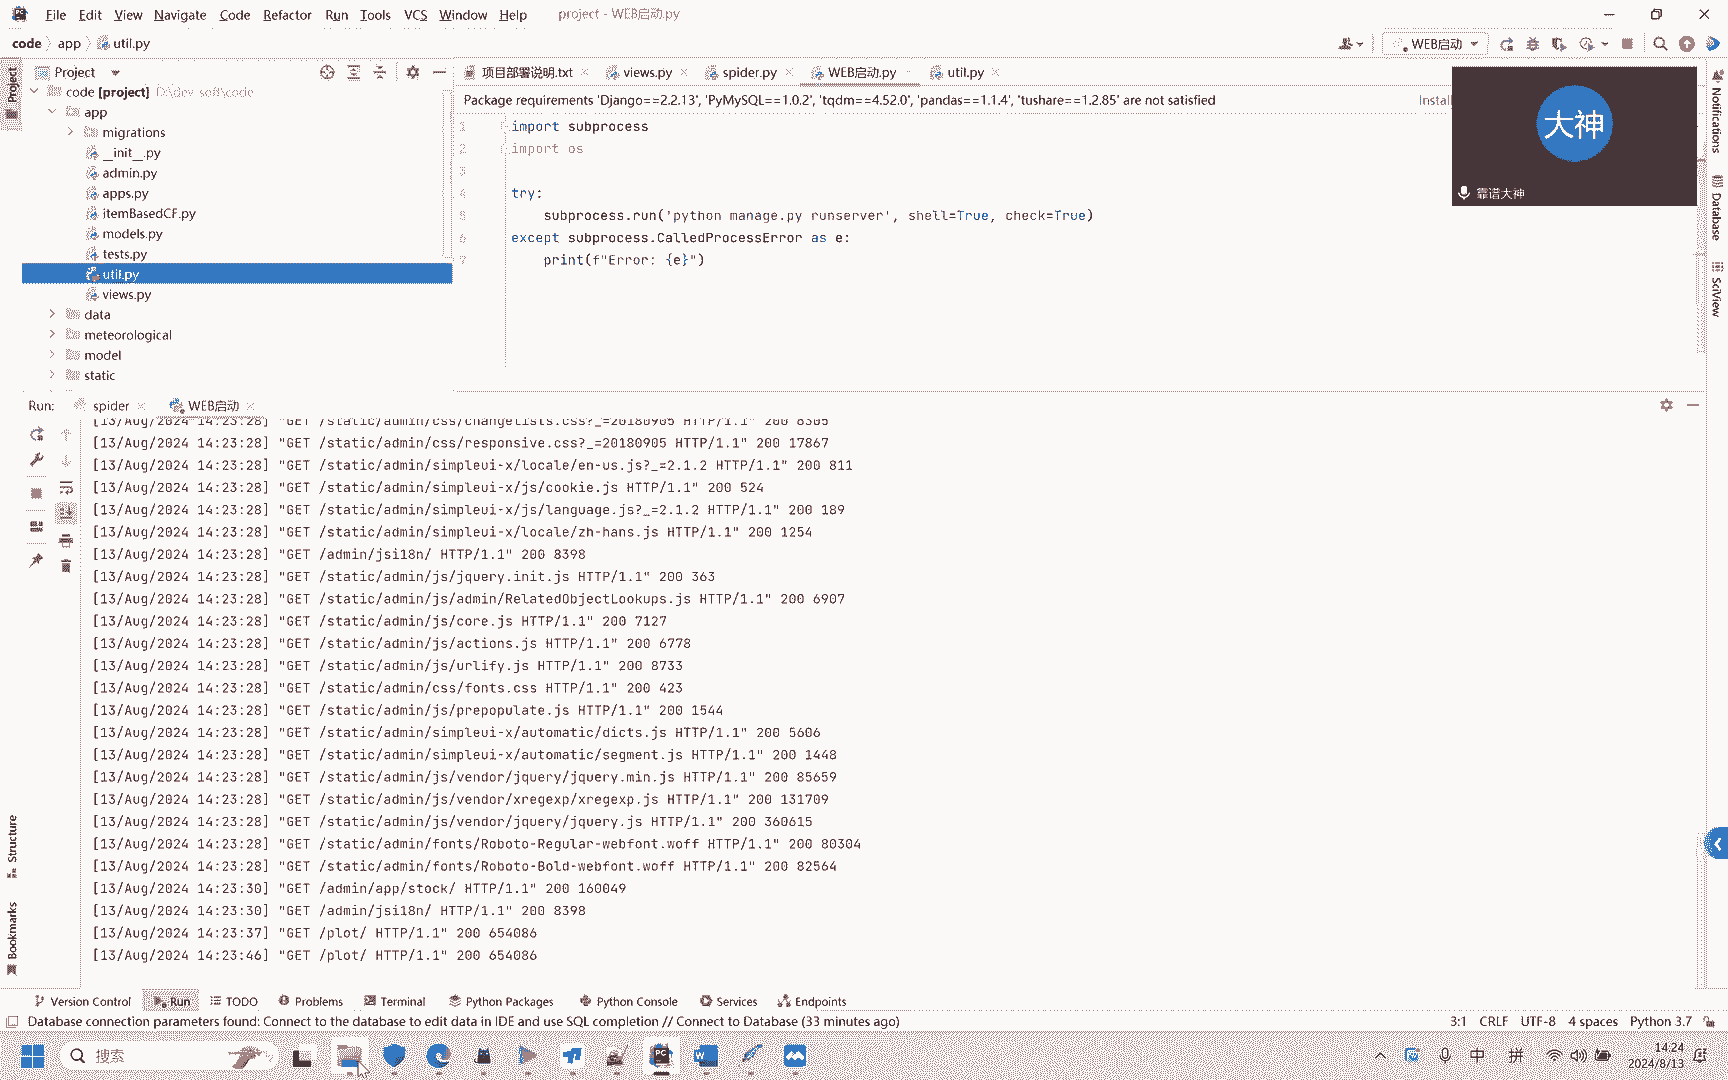 File Edit View Navigate Code Refactor Run Tools VCS Window Help project - WEB启动.py
code app util.py WEB启动
Project 项目部署说明.txt views.py spider.py WEB启动.py util.py
code [project] D:\dev_soft\code
Package requirements 'Django==2.2.13', 'PyMySQL==1.0.2', 'tqdm==4.52.0', 'pandas==1.1.4', 'tushare==1.2.85' are not satisfied Install
app
migrations
__init__.py
admin.py
apps.py
itemBasedCF.py
models.py
tests.py
util.py
views.py
data
meteorological
model
static
1 import subprocess
2 import os
3
4 try:
5 subprocess.run('python manage.py runserver', shell=True, check=True)
6 except subprocess.CalledProcessError as e:
7 print(f"Error: {e}")
大神
靠谱大神
Project
Notifications
Database
SciView
Run: spider WEB启动
[13/Aug/2024 14:23:28] "GET /static/admin/css/changelists.css?_=20180905 HTTP/1.1" 200 6305
[13/Aug/2024 14:23:28] "GET /static/admin/css/responsive.css?_=20180905 HTTP/1.1" 200 17867
[13/Aug/2024 14:23:28] "GET /static/admin/simpleui-x/locale/en-us.js?_=2.1.2 HTTP/1.1" 200 811
[13/Aug/2024 14:23:28] "GET /static/admin/simpleui-x/js/cookie.js HTTP/1.1" 200 524
[13/Aug/2024 14:23:28] "GET /static/admin/simpleui-x/js/language.js?_=2.1.2 HTTP/1.1" 200 189
[13/Aug/2024 14:23:28] "GET /static/admin/simpleui-x/locale/zh-hans.js HTTP/1.1" 200 1254
[13/Aug/2024 14:23:28] "GET /admin/jsi18n/ HTTP/1.1" 200 8398
[13/Aug/2024 14:23:28] "GET /static/admin/js/jquery.init.js HTTP/1.1" 200 363
[13/Aug/2024 14:23:28] "GET /static/admin/js/admin/RelatedObjectLookups.js HTTP/1.1" 200 6907
[13/Aug/2024 14:23:28] "GET /static/admin/js/core.js HTTP/1.1" 200 7127
[13/Aug/2024 14:23:28] "GET /static/admin/js/actions.js HTTP/1.1" 200 6778
[13/Aug/2024 14:23:28] "GET /static/admin/js/urlify.js HTTP/1.1" 200 8733
[13/Aug/2024 14:23:28] "GET /static/admin/css/fonts.css HTTP/1.1" 200 423
[13/Aug/2024 14:23:28] "GET /static/admin/js/prepopulate.js HTTP/1.1" 200 1544
[13/Aug/2024 14:23:28] "GET /static/admin/simpleui-x/automatic/dicts.js HTTP/1.1" 200 5606
[13/Aug/2024 14:23:28] "GET /static/admin/simpleui-x/automatic/segment.js HTTP/1.1" 200 1448
[13/Aug/2024 14:23:28] "GET /static/admin/js/vendor/jquery/jquery.min.js HTTP/1.1" 200 85659
[13/Aug/2024 14:23:28] "GET /static/admin/js/vendor/xregexp/xregexp.js HTTP/1.1" 200 131709
[13/Aug/2024 14:23:28] "GET /static/admin/js/vendor/jquery/jquery.js HTTP/1.1" 200 360615
[13/Aug/2024 14:23:28] "GET /static/admin/fonts/Roboto-Regular-webfont.woff HTTP/1.1" 200 80304
[13/Aug/2024 14:23:28] "GET /static/admin/fonts/Roboto-Bold-webfont.woff HTTP/1.1" 200 82564
[13/Aug/2024 14:23:30] "GET /admin/app/stock/ HTTP/1.1" 200 160049
[13/Aug/2024 14:23:30] "GET /admin/jsi18n/ HTTP/1.1" 200 8398
[13/Aug/2024 14:23:37] "GET /plot/ HTTP/1.1" 200 654086
[13/Aug/2024 14:23:46] "GET /plot/ HTTP/1.1" 200 654086
Structure
Bookmarks
Version Control Run TODO Problems Terminal Python Packages Python Console Services Endpoints
Database connection parameters found: Connect to the database to edit data in IDE and use SQL completion // Connect to Database (33 minutes ago) 3:1 CRLF UTF-8 4 spaces Python 3.7
搜索 中 拼 14:24
2024/8/13